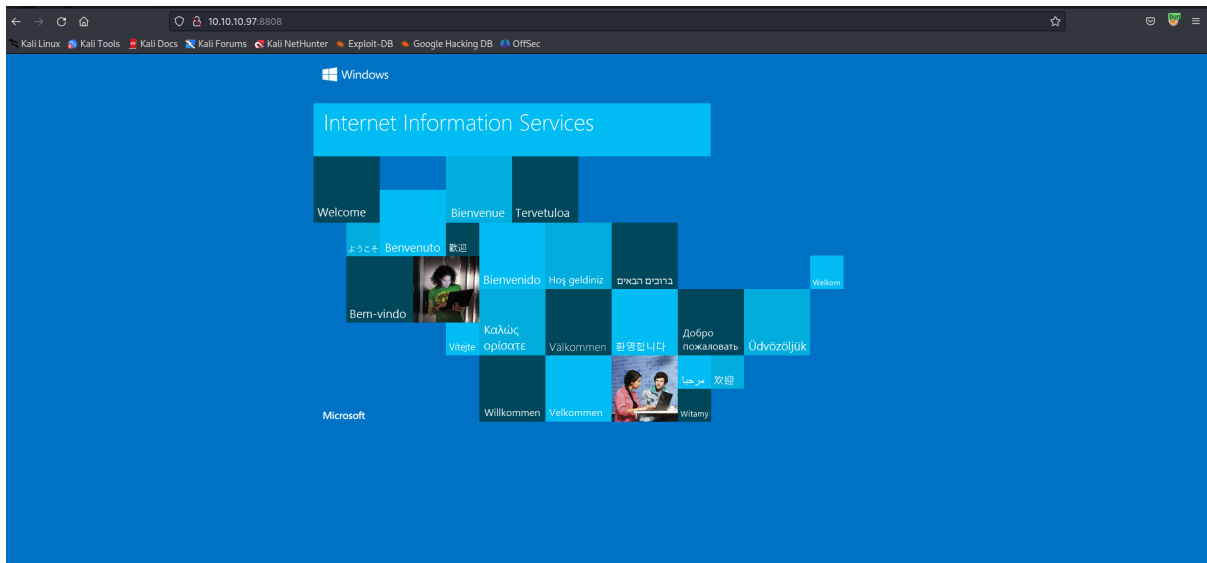 10.10.10.97:8808
Kali Linux Kali Tools Kali Docs Kali Forums Kali NetHunter Exploit-DB Google Hacking DB OffSec
Windows
Internet Information Services
Welcome
Bienvenue
Tervetuloa
ようこそ
Benvenuto
歡迎
Bienvenido
Hoş geldiniz
ברוכים הבאים
Welkom
Bem-vindo
Vítejte
Καλώς
ορίσατε
Välkommen
환영합니다
Добро
пожаловать
Üdvözöljük
Microsoft
Willkommen
Velkommen
مرحبا
欢迎
Witamy